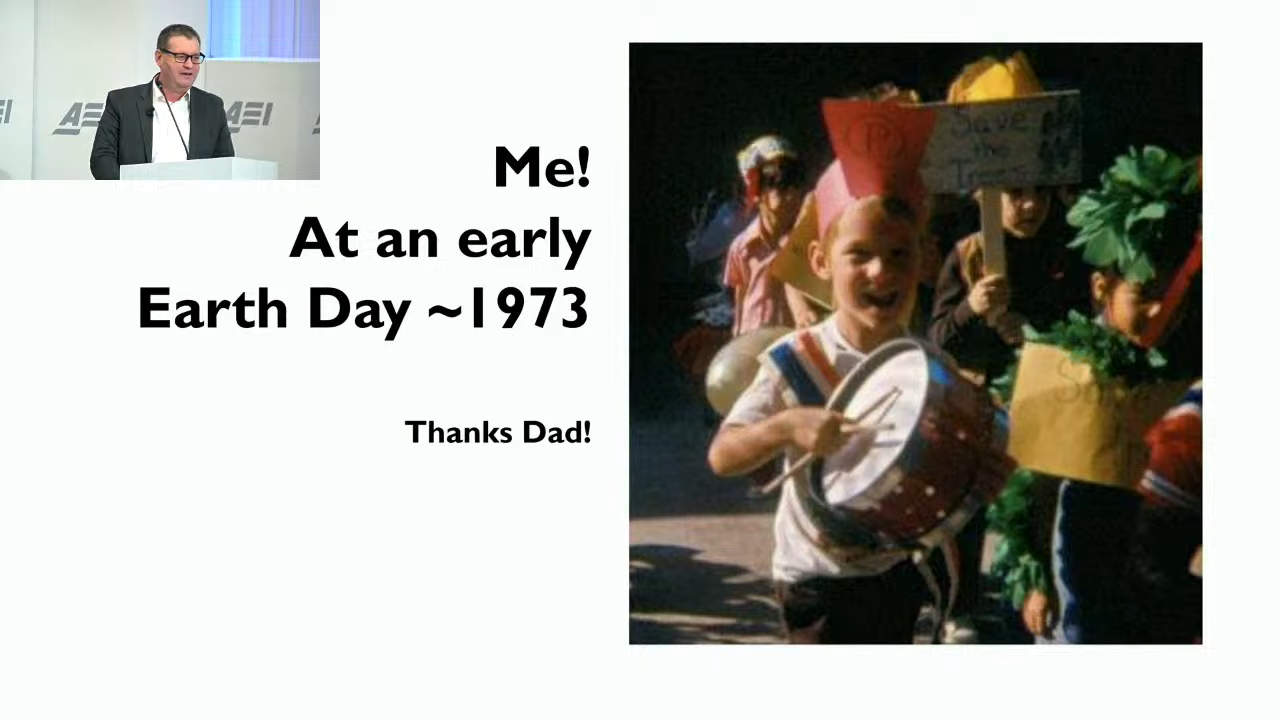 AEI
AEI
Me!
At an early
Earth Day ~1973
Thanks Dad!
P
Save
the